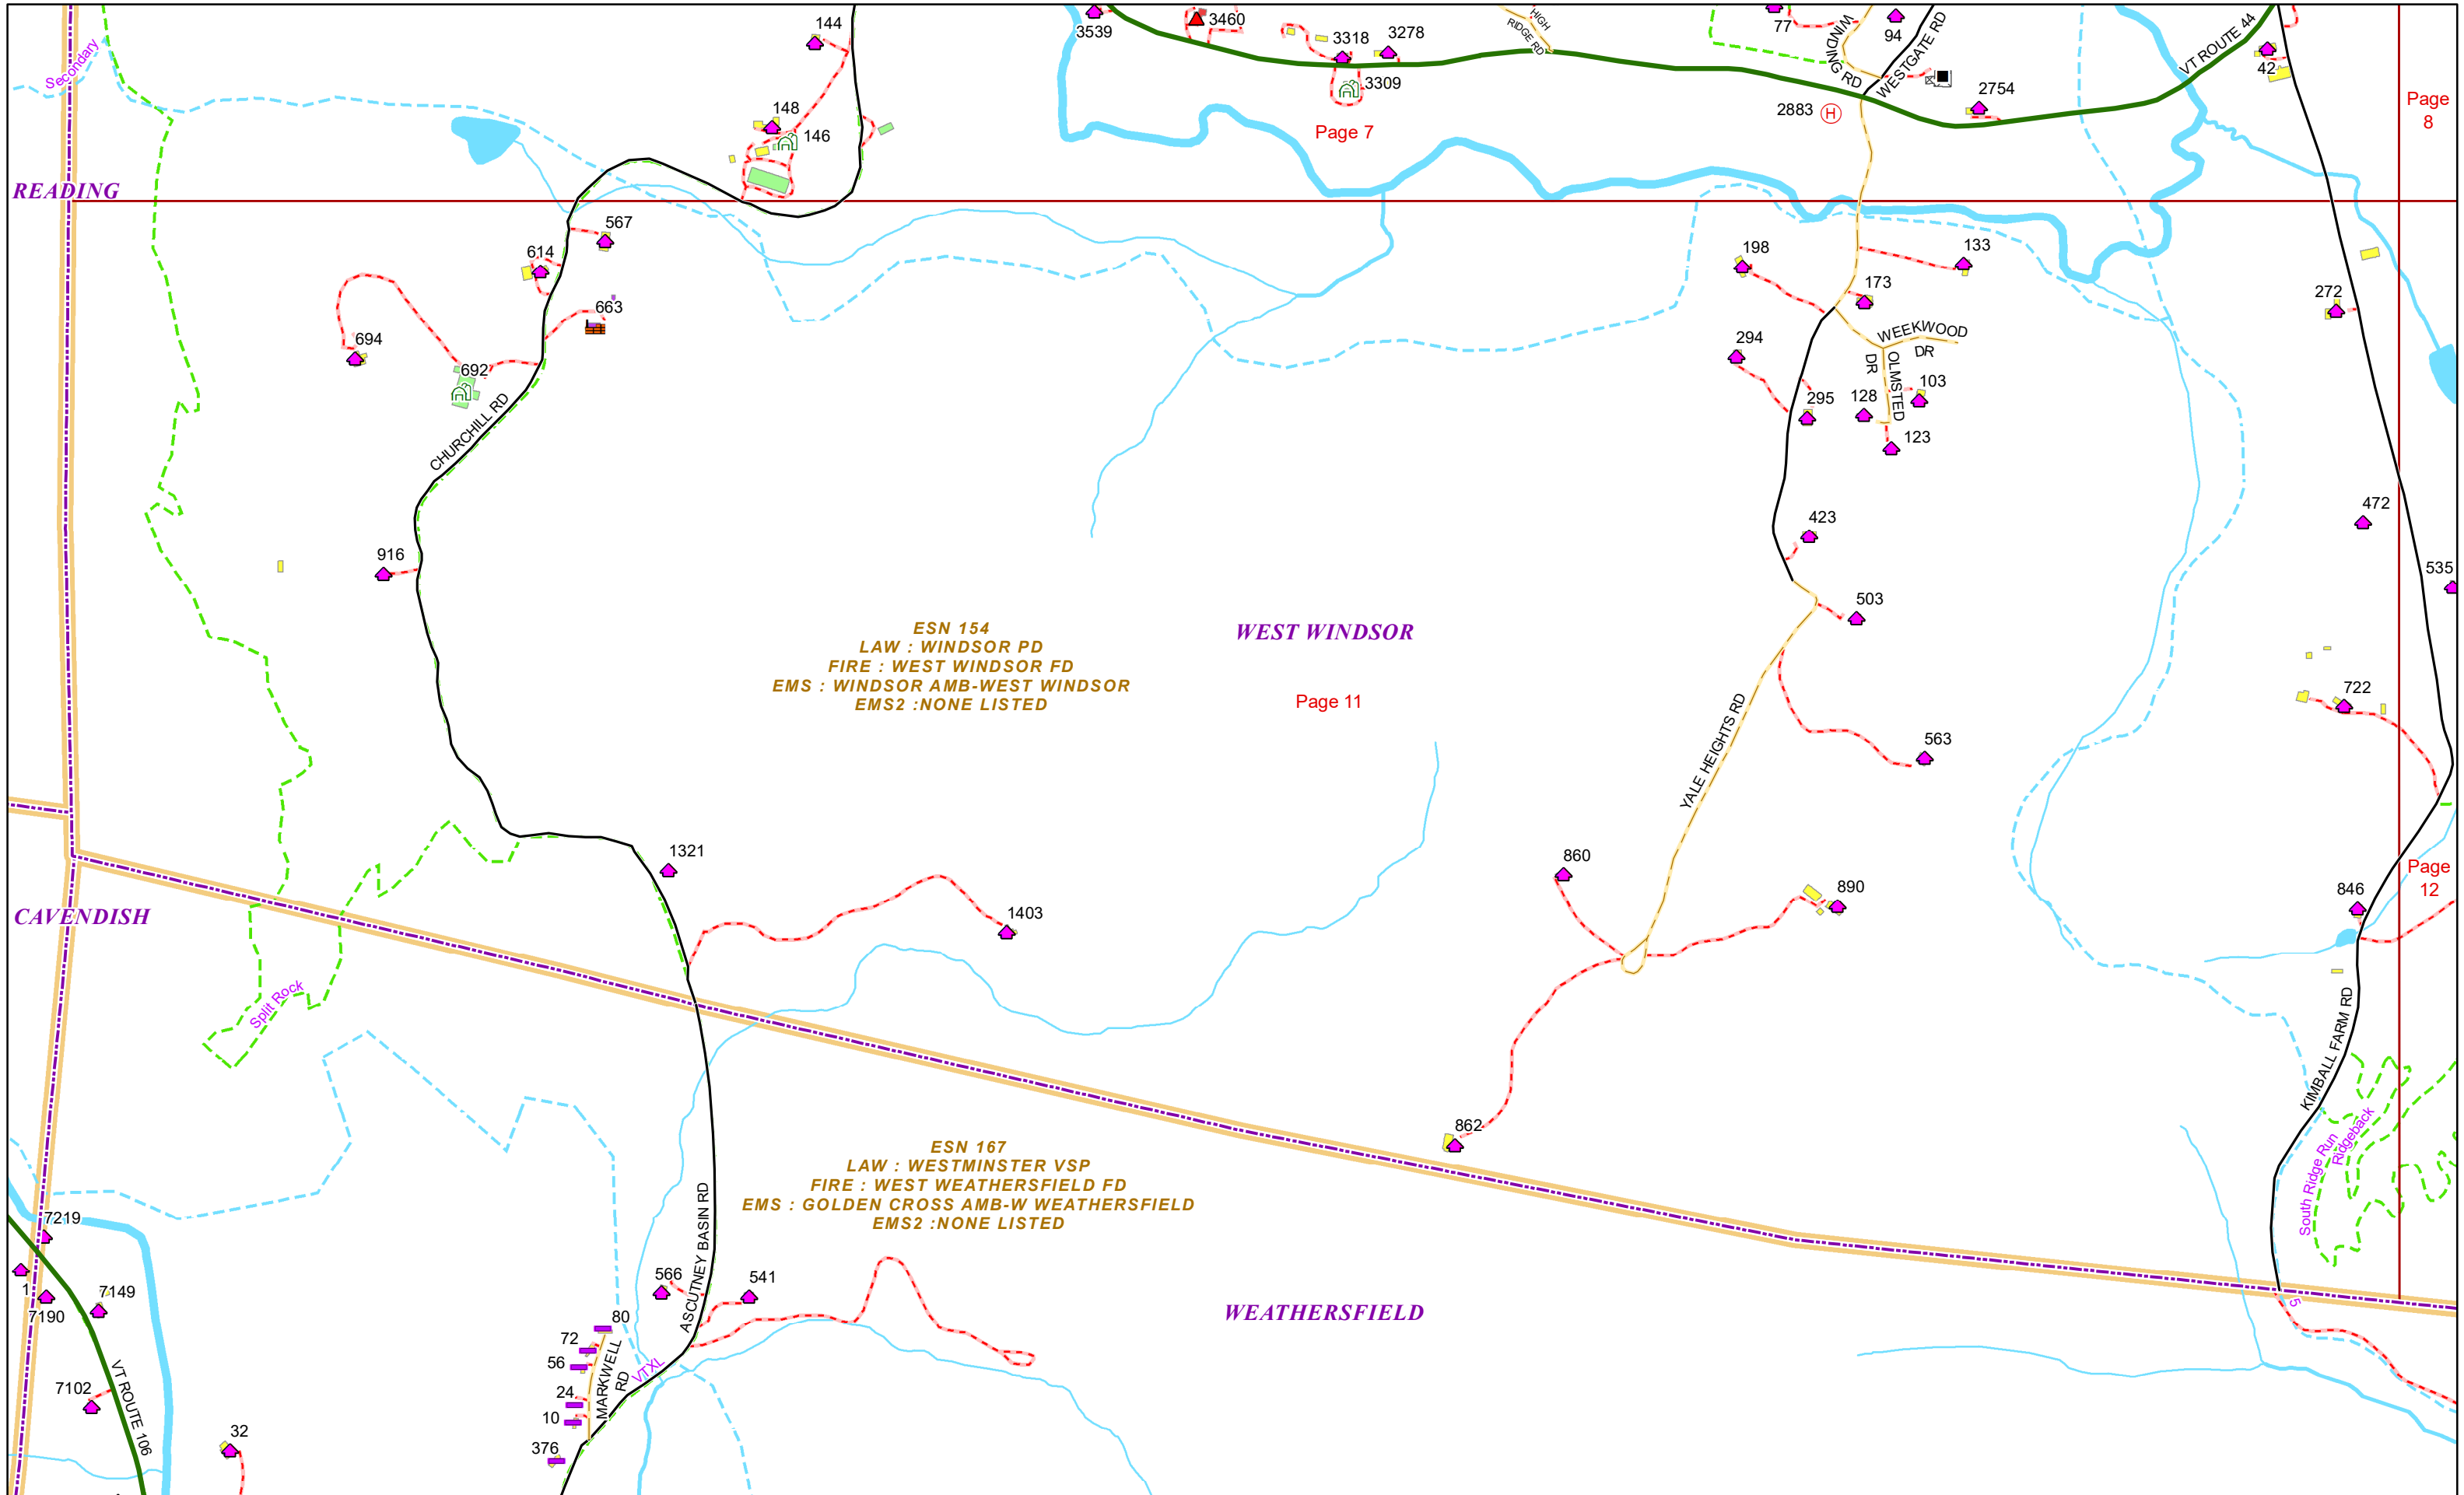 144
3539
3460
3318
3278
3309
HIGH
RIDGE RD
77
WINDING RD
94
WESTGATE RD
VT ROUTE 44
42
2754
2883
H
Page
8
Secondary
148
146
Page 7
READING
567
614
663
694
692
198
133
173
272
WEEKWOOD
DR
294
OLMSTED
DR
103
295
128
123
CHURCHILL RD
472
423
916
535
503
ESN 154
LAW : WINDSOR PD
FIRE : WEST WINDSOR FD
EMS : WINDSOR AMB-WEST WINDSOR
EMS2 :NONE LISTED
WEST WINDSOR
Page 11
722
563
YALE HEIGHTS RD
1321
860
890
846
Page
12
CAVENDISH
1403
Split Rock
KIMBALL FARM RD
862
South Ridge Run
Ridgeback
ESN 167
LAW : WESTMINSTER VSP
FIRE : WEST WEATHERSFIELD FD
EMS : GOLDEN CROSS AMB-W WEATHERSFIELD
EMS2 :NONE LISTED
ASCUTNEY BASIN RD
7219
1
7190
7149
566
541
WEATHERSFIELD
5
80
72
56
24
10
MARKWELL
RD
VTXL
376
7102
VT ROUTE 106
32